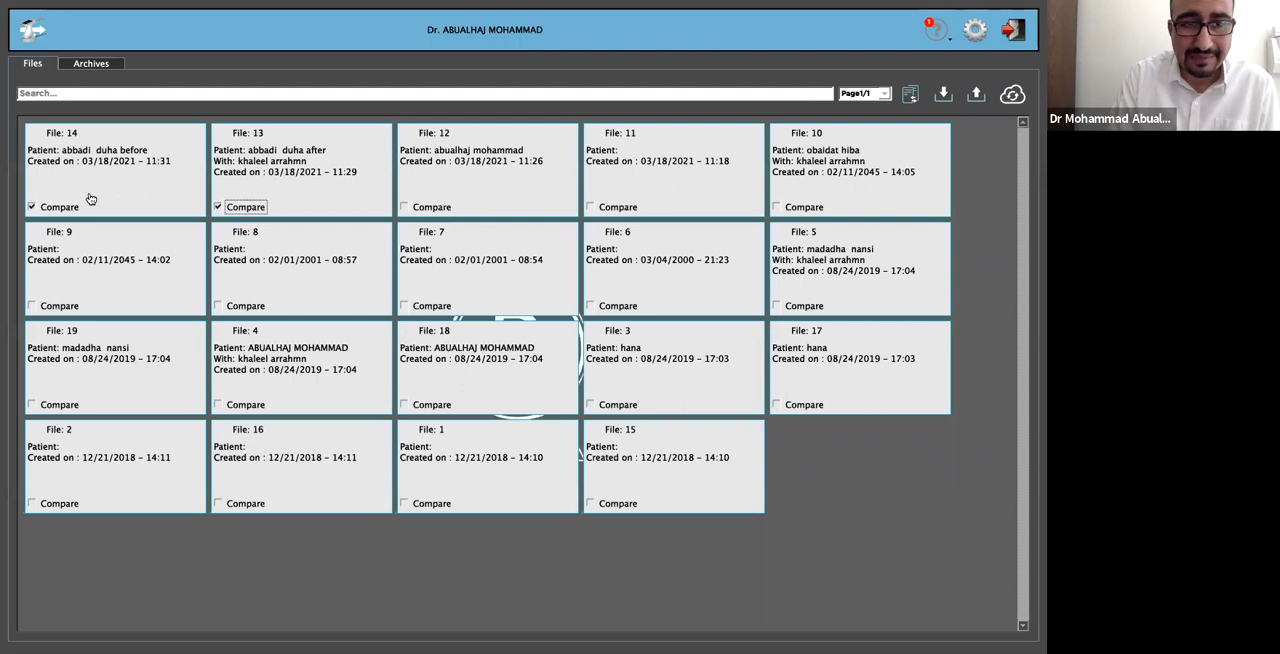 Dr. ABUALHAJ MOHAMMAD
1
?
Files
Archives
Search...
Page1/1
Dr Mohammad Abual...
File: 14
Patient: abbadi duha before
Created on : 03/18/2021 - 11:31
Compare
File: 13
Patient: abbadi duha after
With: khaleel arrahmn
Created on : 03/18/2021 - 11:29
Compare
File: 12
Patient: abualhaj mohammad
Created on : 03/18/2021 - 11:26
Compare
File: 11
Patient:
Created on : 03/18/2021 - 11:18
Compare
File: 10
Patient: obaidat hiba
With: khaleel arrahmn
Created on : 02/11/2045 - 14:05
Compare
File: 9
Patient:
Created on : 02/11/2045 - 14:02
Compare
File: 8
Patient:
Created on : 02/01/2001 - 08:57
Compare
File: 7
Patient:
Created on : 02/01/2001 - 08:54
Compare
File: 6
Patient:
Created on : 03/04/2000 - 21:23
Compare
File: 5
Patient: madadha nansi
With: khaleel arrahmn
Created on : 08/24/2019 - 17:04
Compare
File: 19
Patient: madadha nansi
Created on : 08/24/2019 - 17:04
Compare
File: 4
Patient: ABUALHAJ MOHAMMAD
With: khaleel arrahmn
Created on : 08/24/2019 - 17:04
Compare
File: 18
Patient: ABUALHAJ MOHAMMAD
Created on : 08/24/2019 - 17:04
Compare
File: 3
Patient: hana
Created on : 08/24/2019 - 17:03
Compare
File: 17
Patient: hana
Created on : 08/24/2019 - 17:03
Compare
File: 2
Patient:
Created on : 12/21/2018 - 14:11
Compare
File: 16
Patient:
Created on : 12/21/2018 - 14:11
Compare
File: 1
Patient:
Created on : 12/21/2018 - 14:10
Compare
File: 15
Patient:
Created on : 12/21/2018 - 14:10
Compare